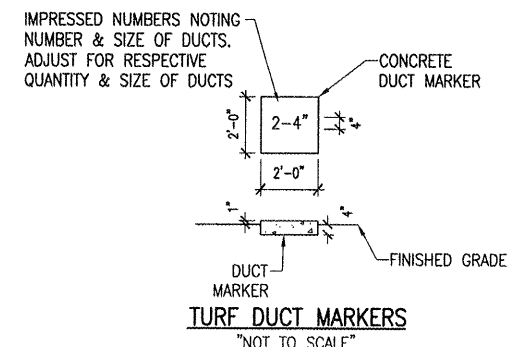 IMPRESSED NUMBERS NOTING
NUMBER & SIZE OF DUCTS.
ADJUST FOR RESPECTIVE
QUANTITY & SIZE OF DUCTS
CONCRETE
DUCT MARKER
2'-0"
2-4"
4"
2'-0"
1"
4"
FINISHED GRADE
DUCT
MARKER
TURF DUCT MARKERS
"NOT TO SCALE"